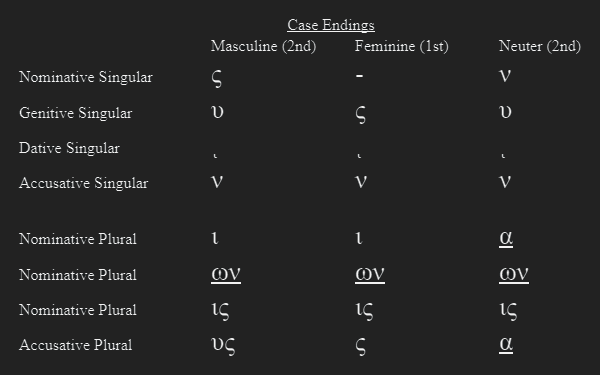 Case Endings
Masculine (2nd) Feminine (1st) Neuter (2nd)
Nominative Singular ς - ν
Genitive Singular υ ς υ
Dative Singular ͺ ͺ ͺ
Accusative Singular ν ν ν
Nominative Plural ι ι α
Nominative Plural ων ων ων
Nominative Plural ις ις ις
Accusative Plural υς ς α